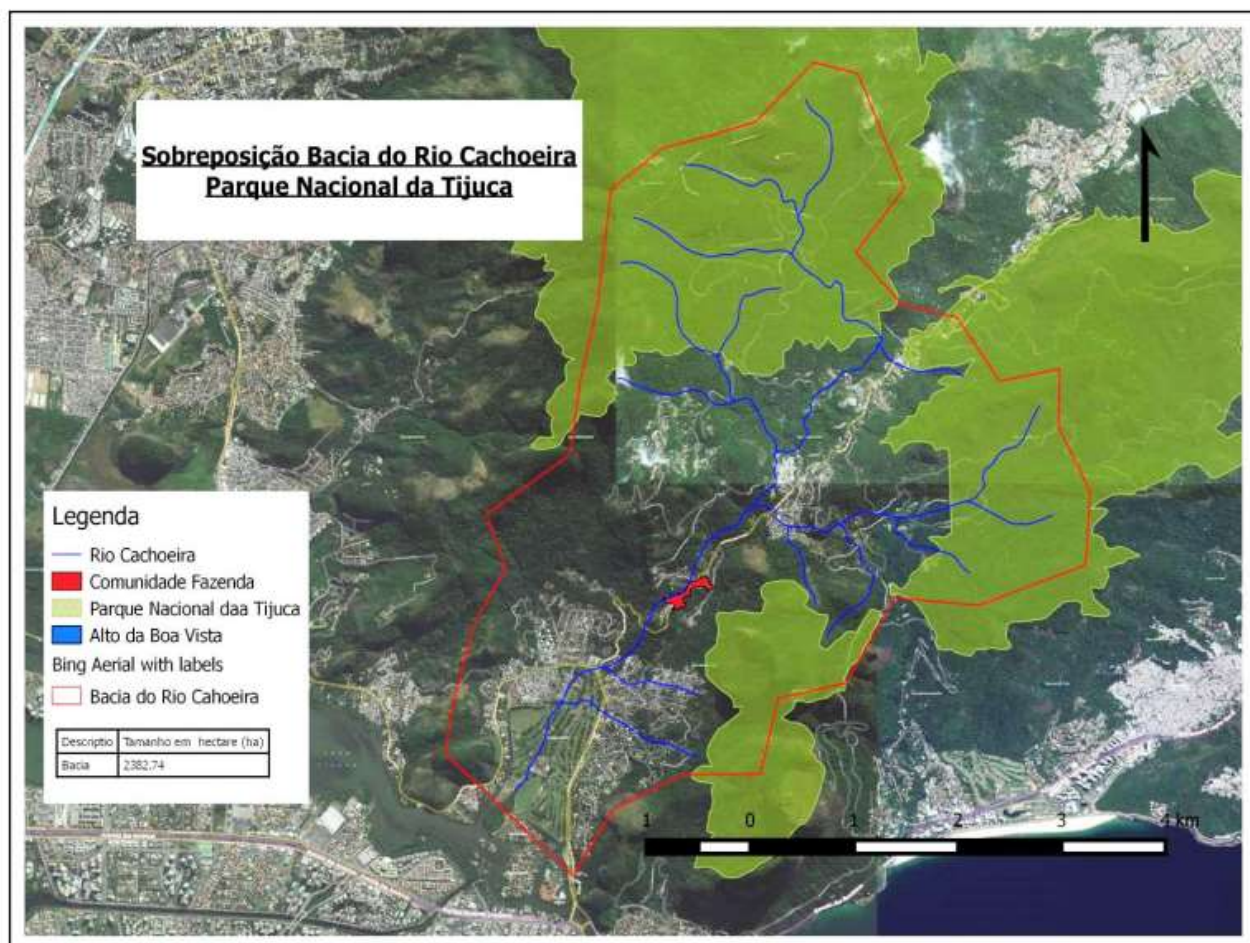 Sobreposição Bacia do Rio Cachoeira
Parque Nacional da Tijuca
Legenda
Rio Cachoeira
Comunidade Fazenda
Parque Nacional daa Tijuca
Alto da Boa Vista
Bing Aerial with labels
Bacia do Rio Cahoeira
Descriptio Tamanho em hectare (ha)
Bacia 2382.74
1 0 1 2 3 4 km